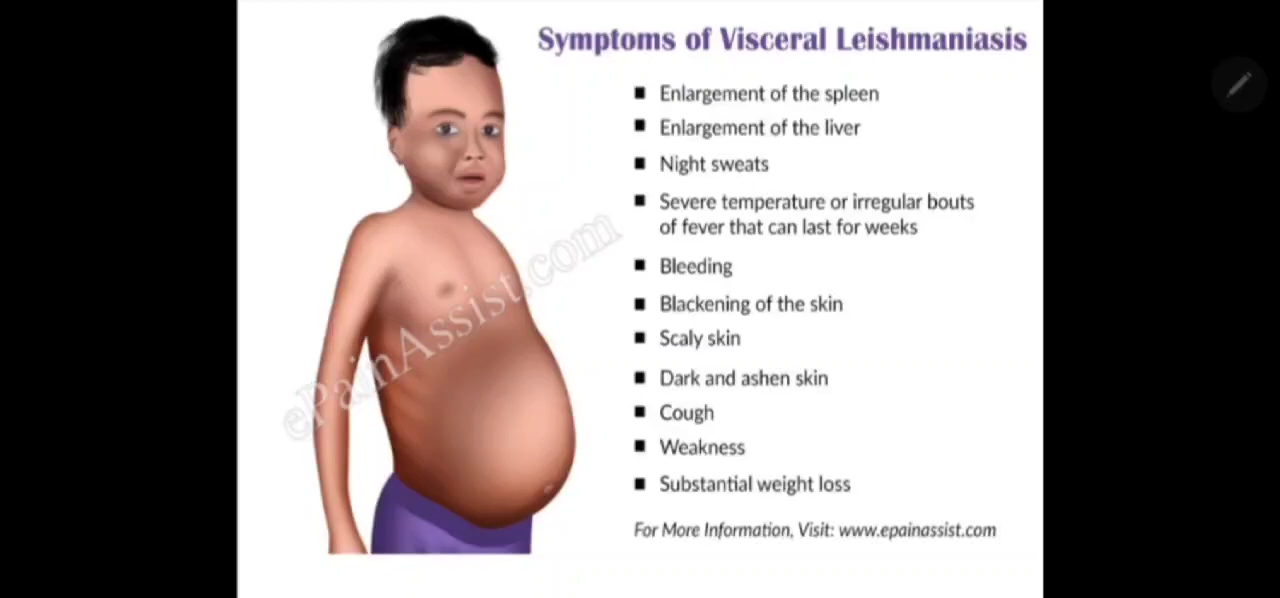 Symptoms of Visceral Leishmaniasis
Enlargement of the spleen
Enlargement of the liver
Night sweats
Severe temperature or irregular bouts
of fever that can last for weeks
Bleeding
Blackening of the skin
Scaly skin
Dark and ashen skin
Cough
Weakness
Substantial weight loss
For More Information, Visit: www.epainassist.com
ePainAssist.com